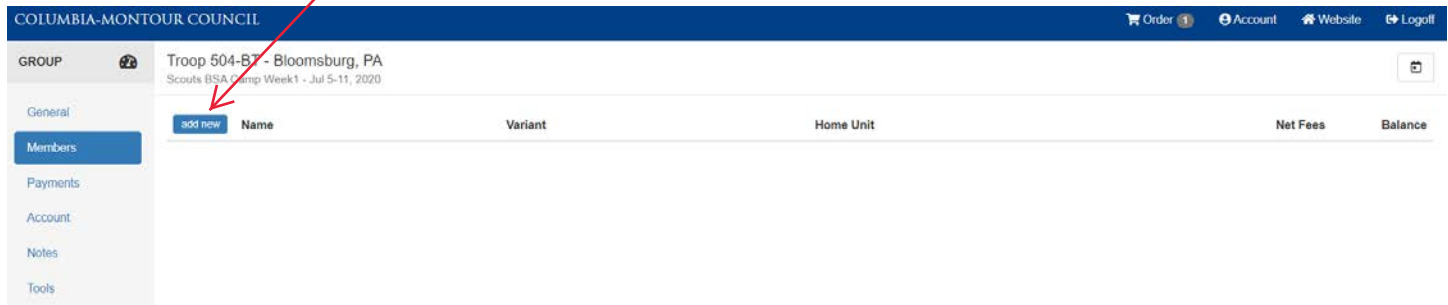 COLUMBIA-MONTOUR COUNCIL Order 1 Account Website Logoff
GROUP
Troop 504-BT - Bloomsburg, PA
Scouts BSA Camp Week1 - Jul 5-11, 2020
General
Members
Payments
Account
Notes
Tools
add new Name Variant Home Unit Net Fees Balance